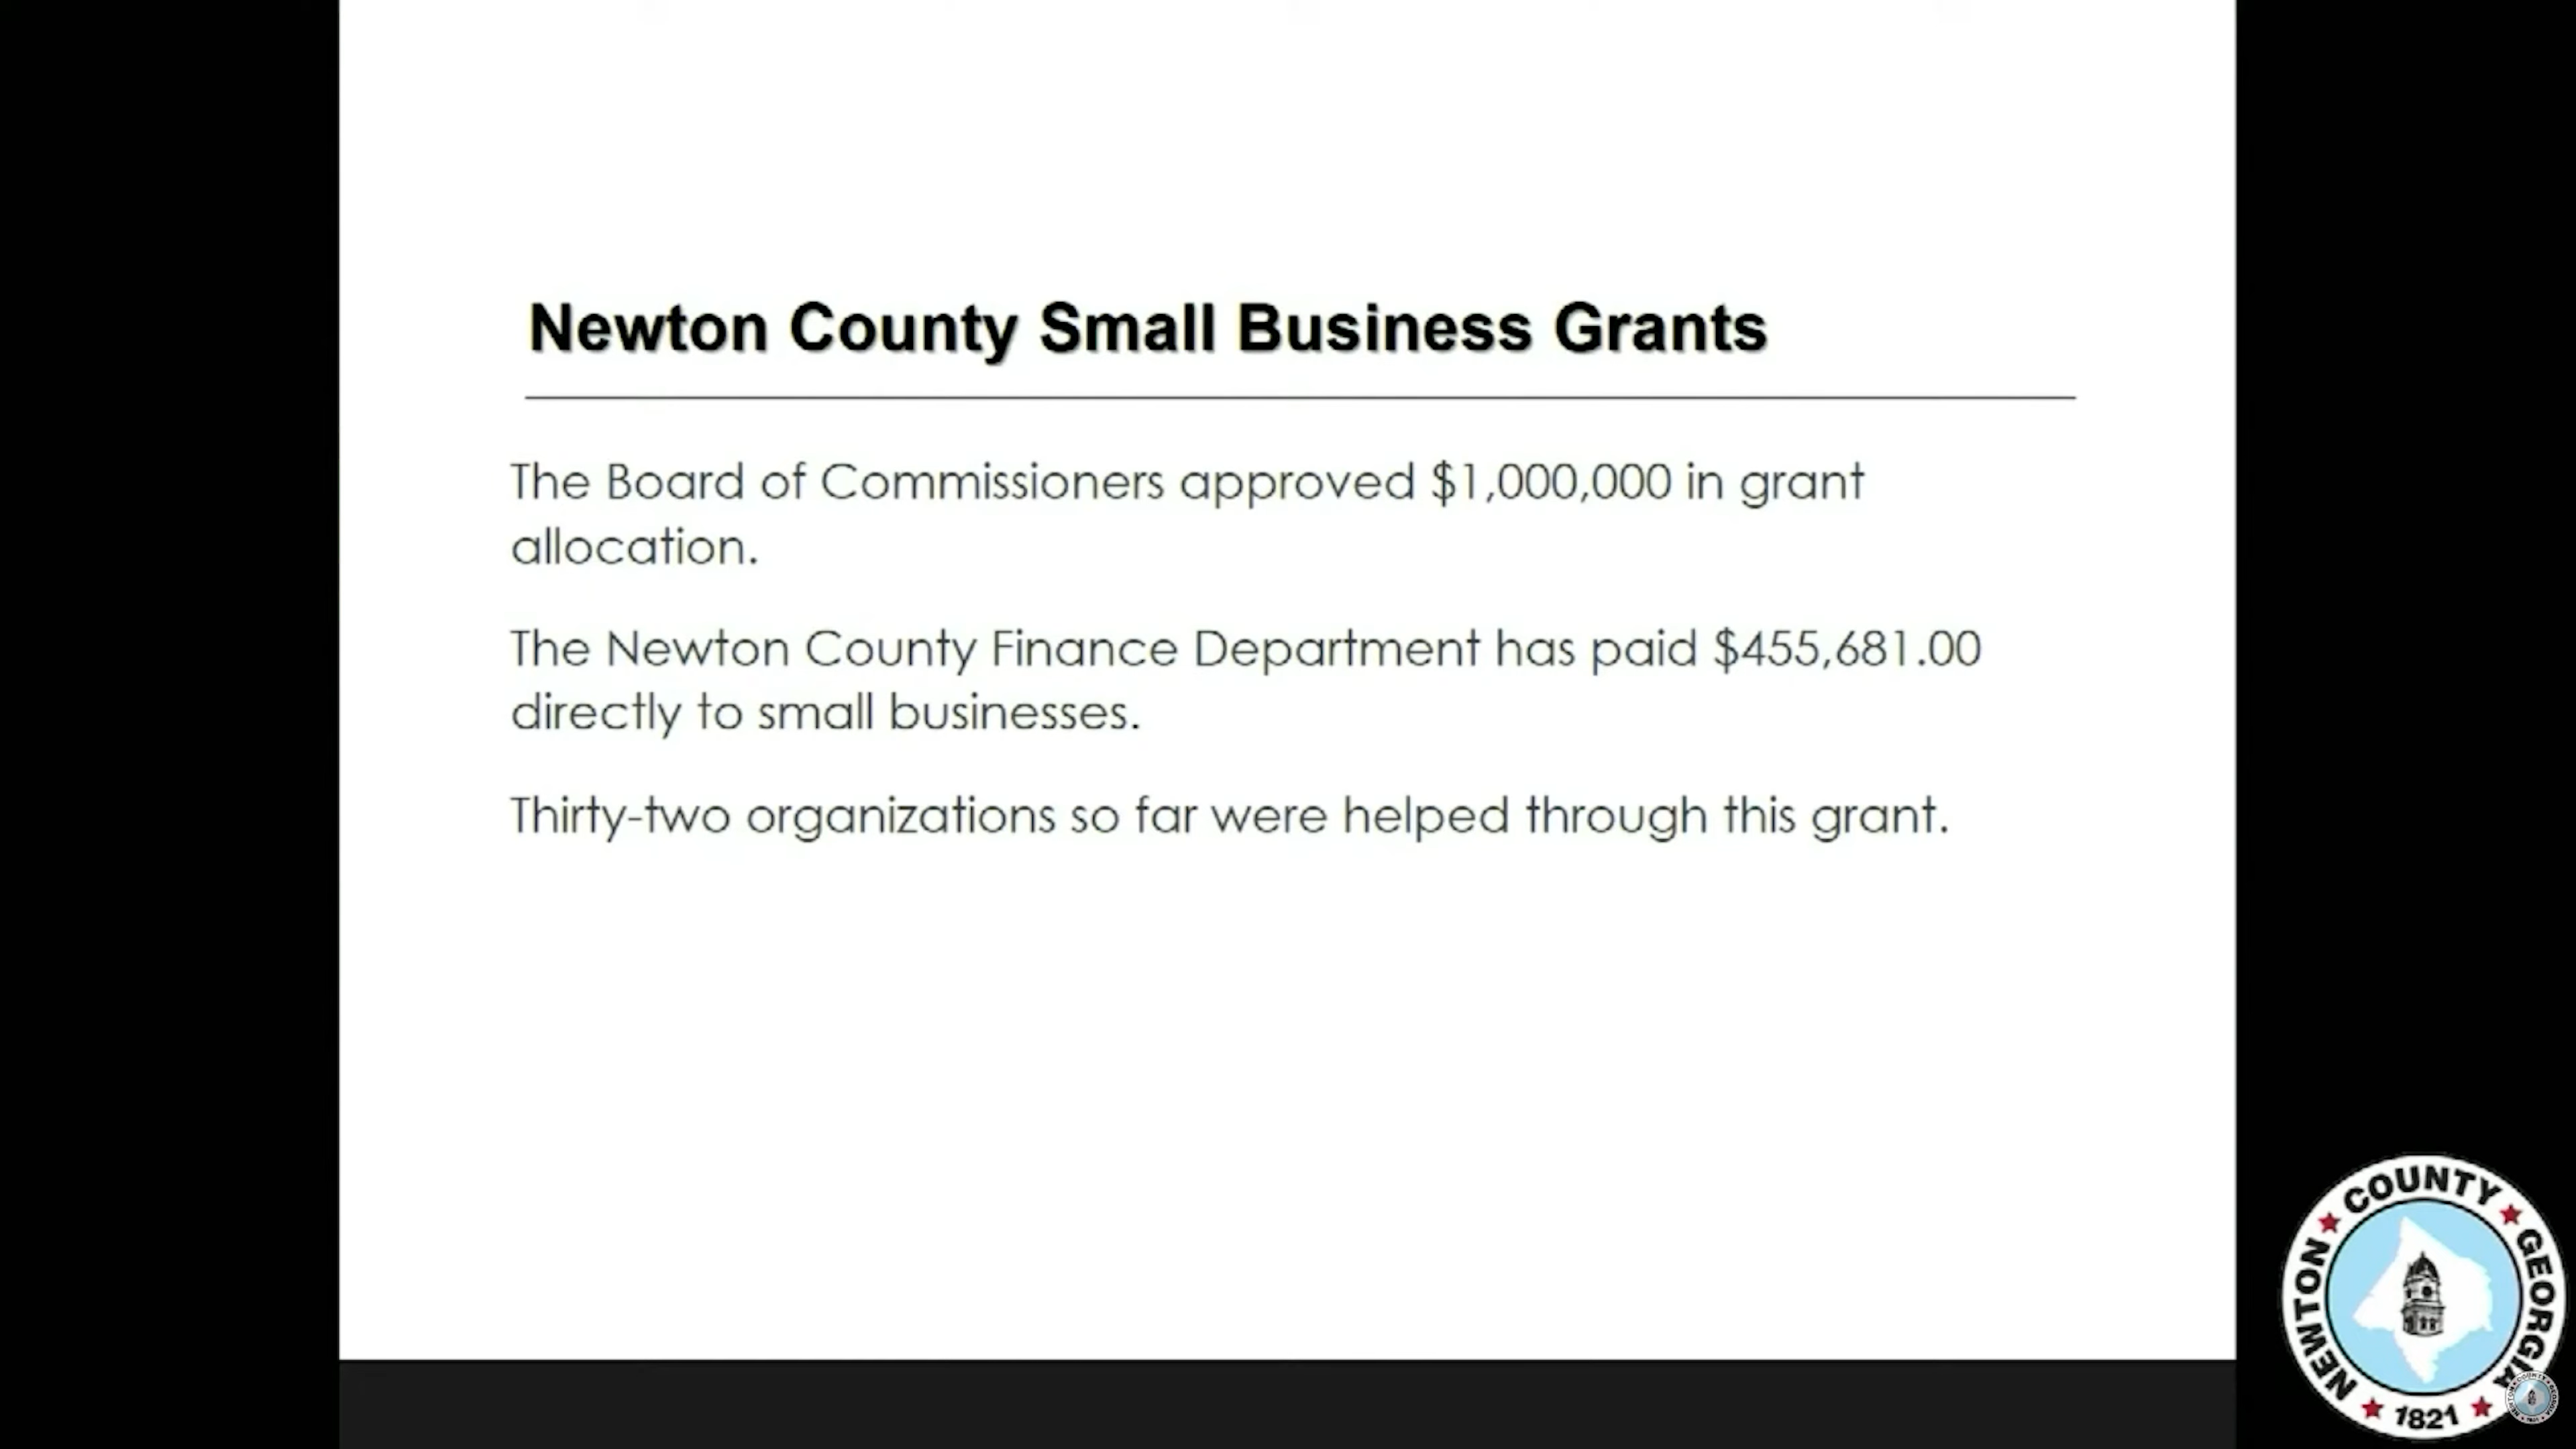 Newton County Small Business Grants
The Board of Commissioners approved $1,000,000 in grant
allocation.
The Newton County Finance Department has paid $455,681.00
directly to small businesses.
Thirty-two organizations so far were helped through this grant.
NEWTON ★ COUNTY ★ GEORGIA
★ 1821 ★